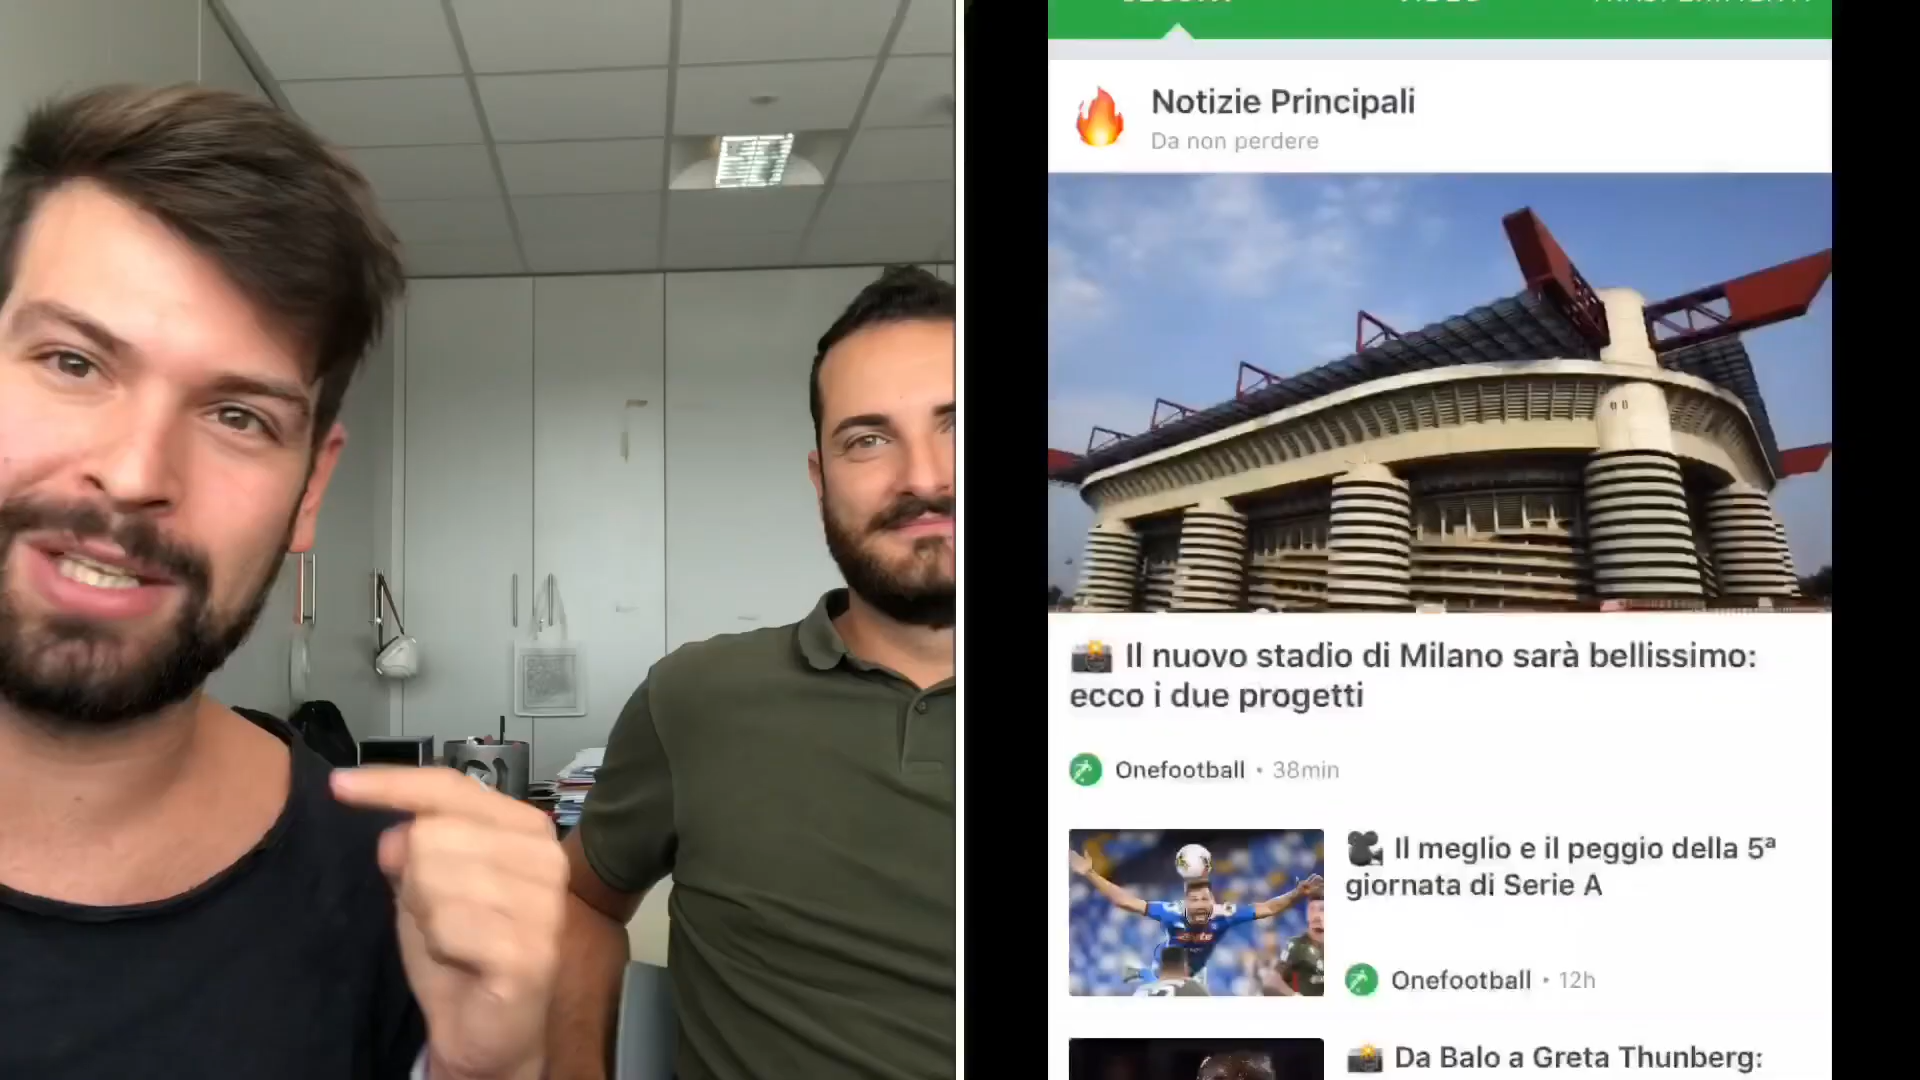 Notizie Principali
Da non perdere
Il nuovo stadio di Milano sarà bellissimo:
ecco i due progetti
Onefootball • 38min
Il meglio e il peggio della 5ª
giornata di Serie A
Onefootball • 12h
Da Balo a Greta Thunberg: